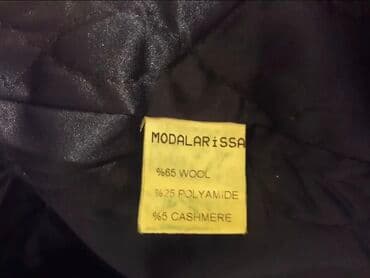 MODALARiSSA
%65 WOOL
%25 POLYAMIDE
%5 CASHMERE